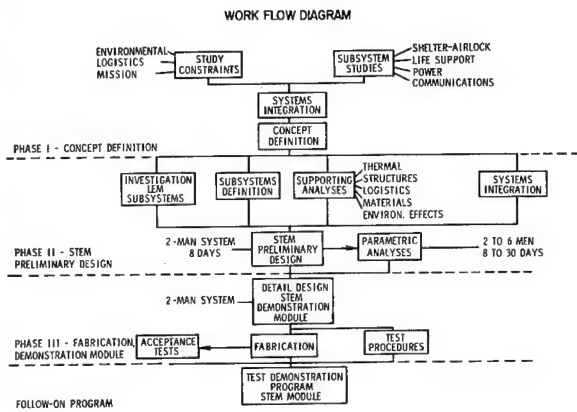 WORK FLOW DIAGRAM
ENVIRONMENTAL
LOGISTICS
MISSION
STUDY
CONSTRAINTS
SUBSYSTEM
STUDIES
SHELTER-AIRLOCK
LIFE SUPPORT
POWER
COMMUNICATIONS
SYSTEMS
INTEGRATION
CONCEPT
DEFINITION
PHASE I - CONCEPT DEFINITION
INVESTIGATION
LEM
SUBSYSTEMS
SUBSYSTEMS
DEFINITION
SUPPORTING
ANALYSES
THERMAL
STRUCTURES
LOGISTICS
MATERIALS
ENVIRON. EFFECTS
SYSTEMS
INTEGRATION
2-MAN SYSTEM
8 DAYS
STEM
PRELIMINARY
DESIGN
PARAMETRIC
ANALYSES
2 TO 6 MEN
8 TO 30 DAYS
PHASE II - STEM
PRELIMINARY DESIGN
2-MAN SYSTEM
DETAIL DESIGN
STEM
DEMONSTRATION
MODULE
PHASE III - FABRICATION,
DEMONSTRATION MODULE
ACCEPTANCE
TESTS
FABRICATION
TEST
PROCEDURES
TEST DEMONSTRATION
PROGRAM
STEM MODULE
FOLLOW-ON PROGRAM